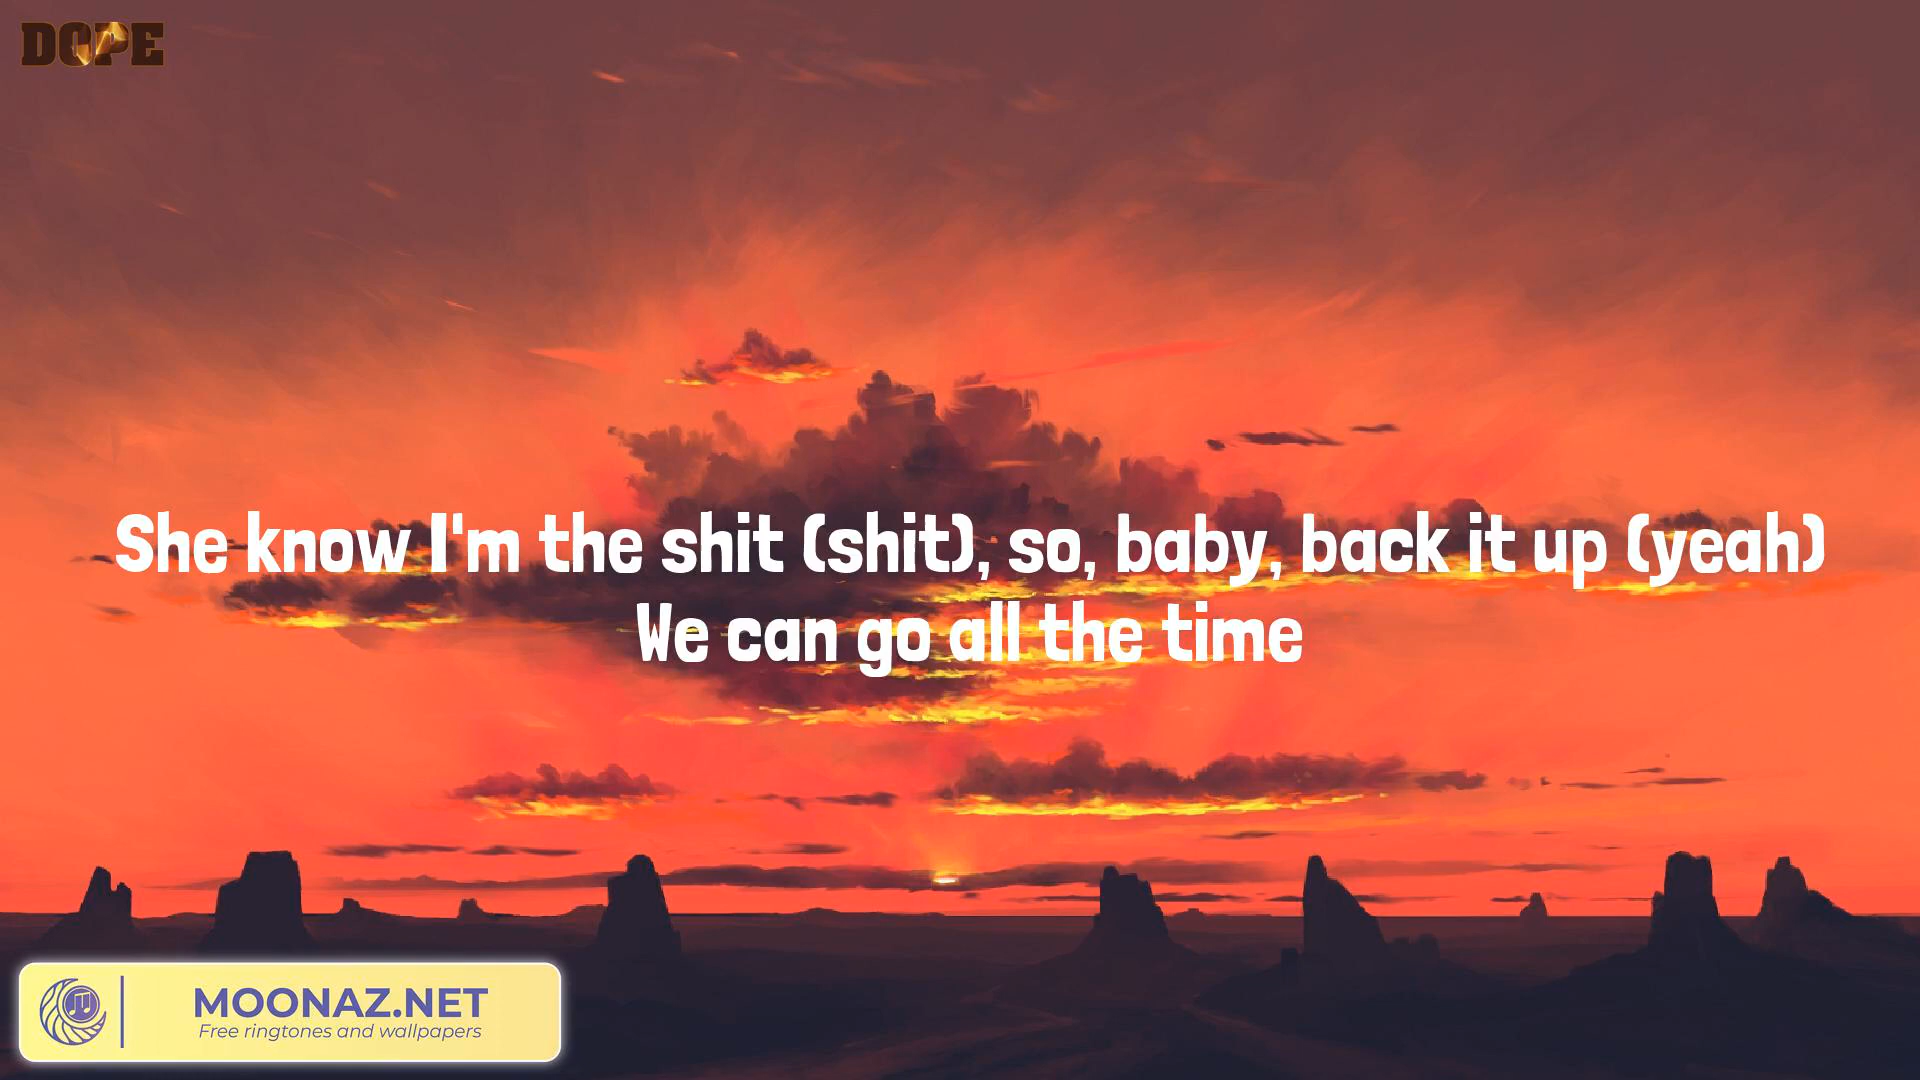 DOPE
She know I'm the shit (shit), so, baby, back it up (yeah)
We can go all the time
MOONAZ.NET
Free ringtones and wallpapers